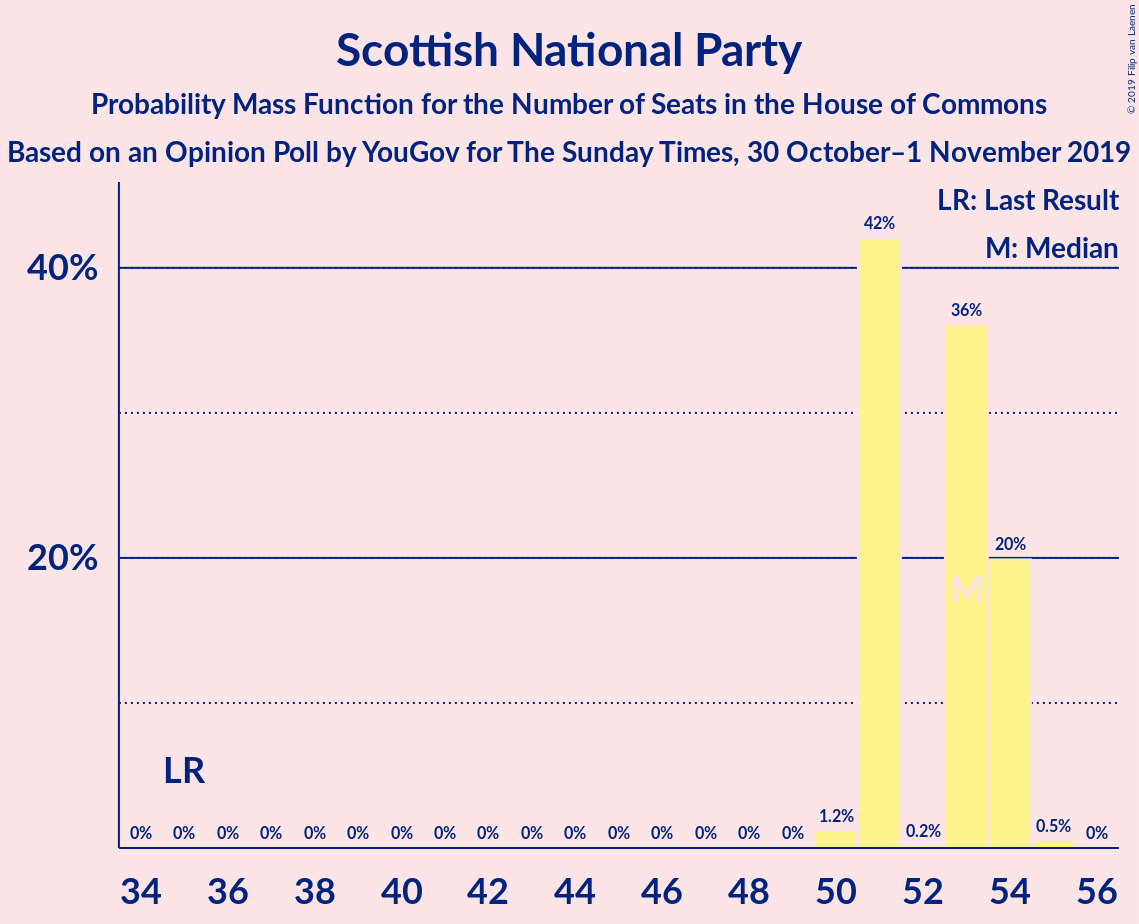 Scottish National Party
Probability Mass Function for the Number of Seats in the House of Commons
Based on an Opinion Poll by YouGov for The Sunday Times, 30 October–1 November 2019
© 2019 Filip van Laenen
LR: Last Result
M: Median
42%
40%
36%
20%
20%
M
LR
0% 0% 0% 0% 0% 0% 0% 0% 0% 0% 0% 0% 0% 0% 0% 0% 1.2% 0.2% 0.5% 0%
34 36 38 40 42 44 46 48 50 52 54 56